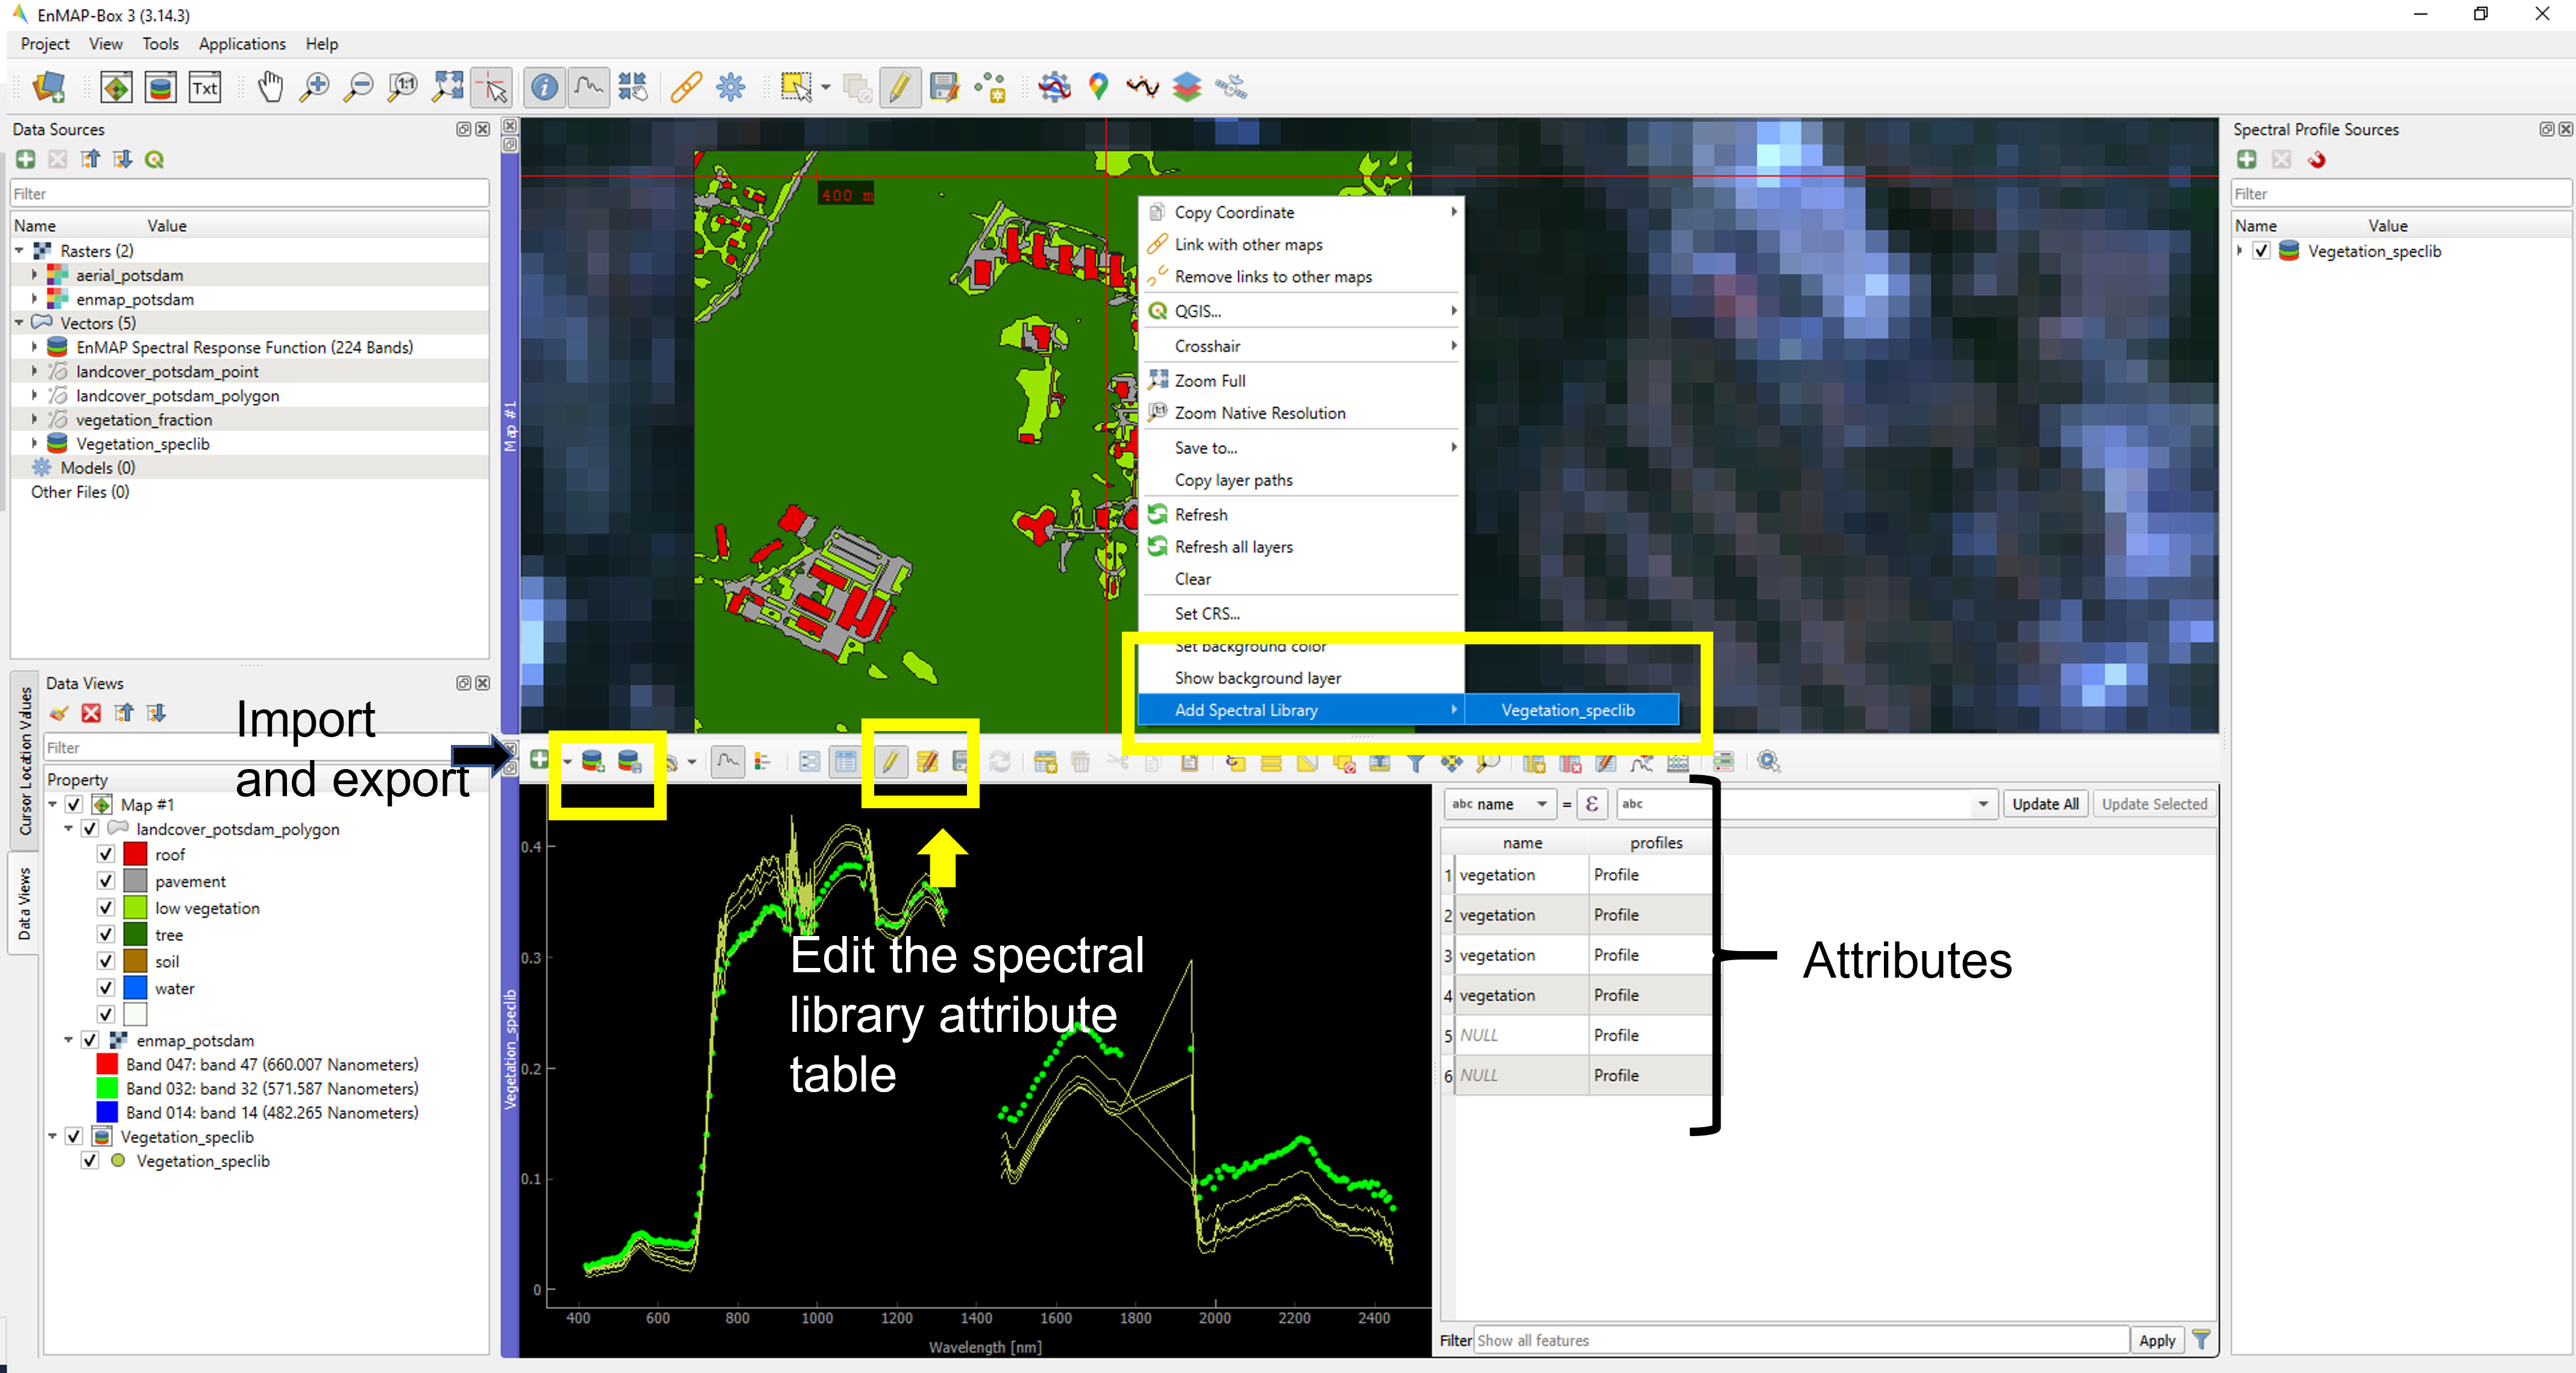 EnMAP-Box 3 (3.14.3)
Project View Tools Applications Help
Txt
1:1
Data Sources
Filter
Name Value
Rasters (2)
aerial_potsdam
enmap_potsdam
Vectors (5)
EnMAP Spectral Response Function (224 Bands)
landcover_potsdam_point
landcover_potsdam_polygon
vegetation_fraction
Vegetation_speclib
Models (0)
Other Files (0)
Map #1
400 m
Copy Coordinate
Link with other maps
Remove links to other maps
QGIS...
Crosshair
Zoom Full
Zoom Native Resolution
Save to...
Copy layer paths
Refresh
Refresh all layers
Clear
Set CRS...
Set background color
Show background layer
Add Spectral Library
Vegetation_speclib
Spectral Profile Sources
Filter
Name Value
Vegetation_speclib
Cursor Location Values
Data Views
Data Views
Filter
Property
Map #1
landcover_potsdam_polygon
roof
pavement
low vegetation
tree
soil
water
enmap_potsdam
Band 047: band 47 (660.007 Nanometers)
Band 032: band 32 (571.587 Nanometers)
Band 014: band 14 (482.265 Nanometers)
Vegetation_speclib
Vegetation_speclib
Import
and export
Vegetation_speclib
0.4
0.3
0.2
0.1
0
400 600 800 1000 1200 1400 1600 1800 2000 2200 2400
Wavelength [nm]
Edit the spectral
library attribute
table
abc name = ε abc Update All Update Selected
name profiles
1 vegetation Profile
2 vegetation Profile
3 vegetation Profile
4 vegetation Profile
5 NULL Profile
6 NULL Profile
Attributes
Filter Show all features Apply